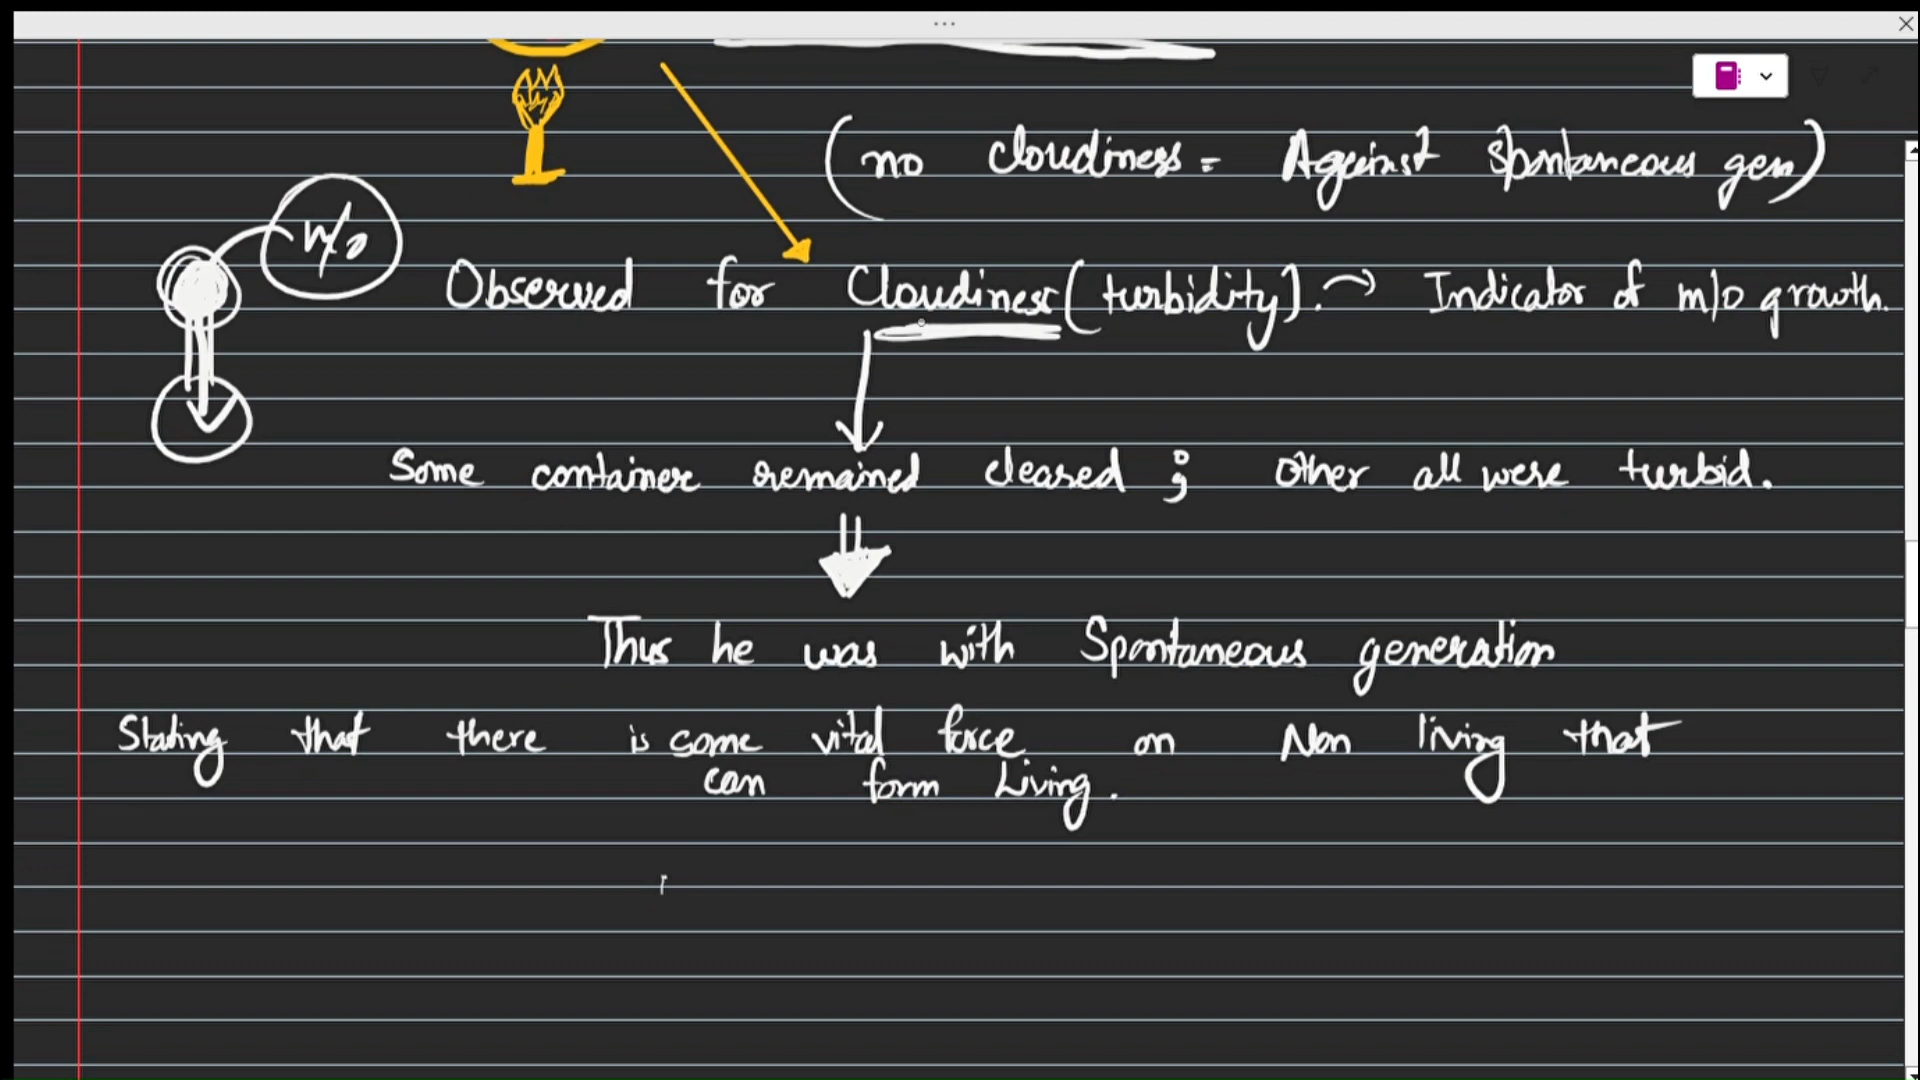 (no cloudiness = Against spontaneous gen)
m/o
Observed for Cloudiness (turbidity). → Indicator of m/o growth.
Some container remained cleared ; other all were turbid.
Thus he was with Spontaneous generation
Stating that there is some vital force on Non living that
can form Living.